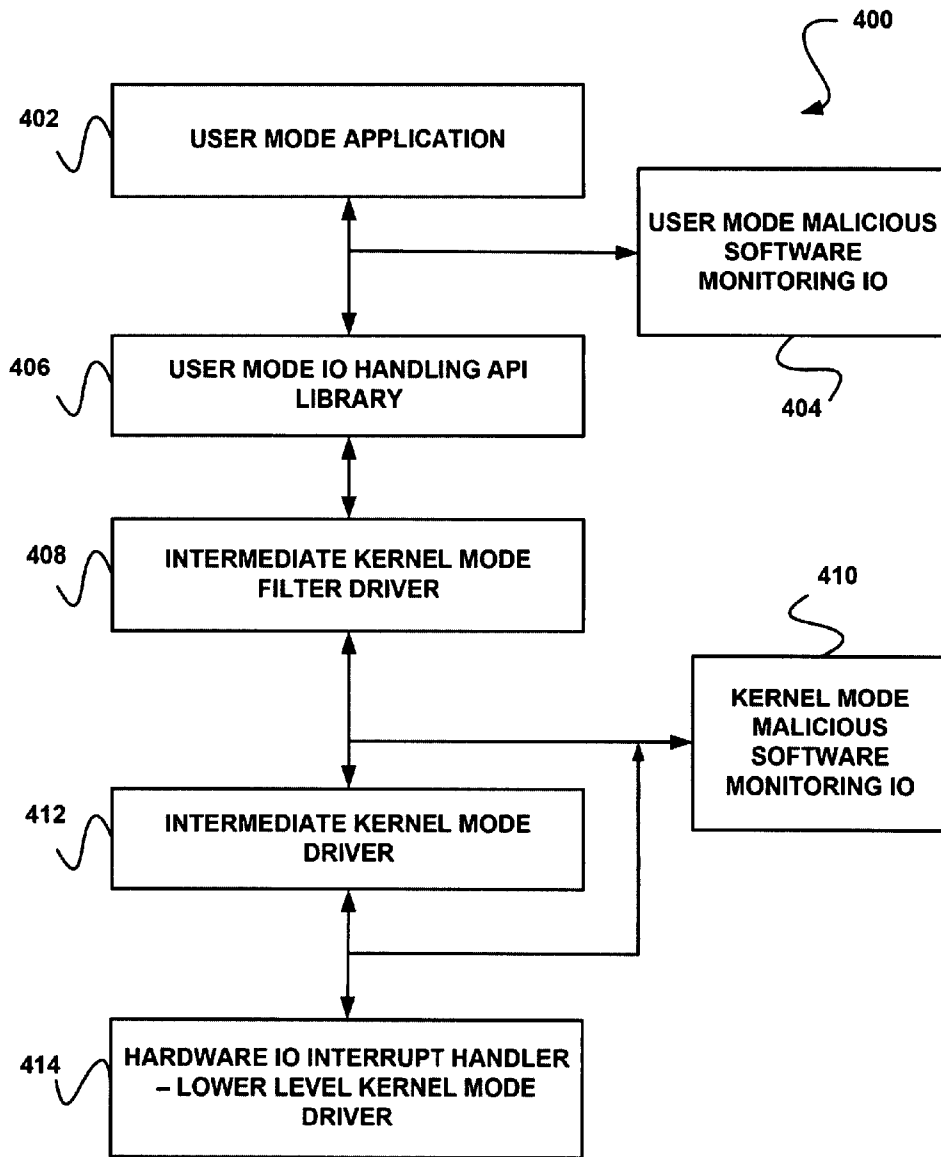 400
402
USER MODE APPLICATION
USER MODE MALICIOUS
SOFTWARE
MONITORING IO
404
406
USER MODE IO HANDLING API
LIBRARY
408
INTERMEDIATE KERNEL MODE
FILTER DRIVER
410
KERNEL MODE
MALICIOUS
SOFTWARE
MONITORING IO
412
INTERMEDIATE KERNEL MODE
DRIVER
414
HARDWARE IO INTERRUPT HANDLER
– LOWER LEVEL KERNEL MODE
DRIVER